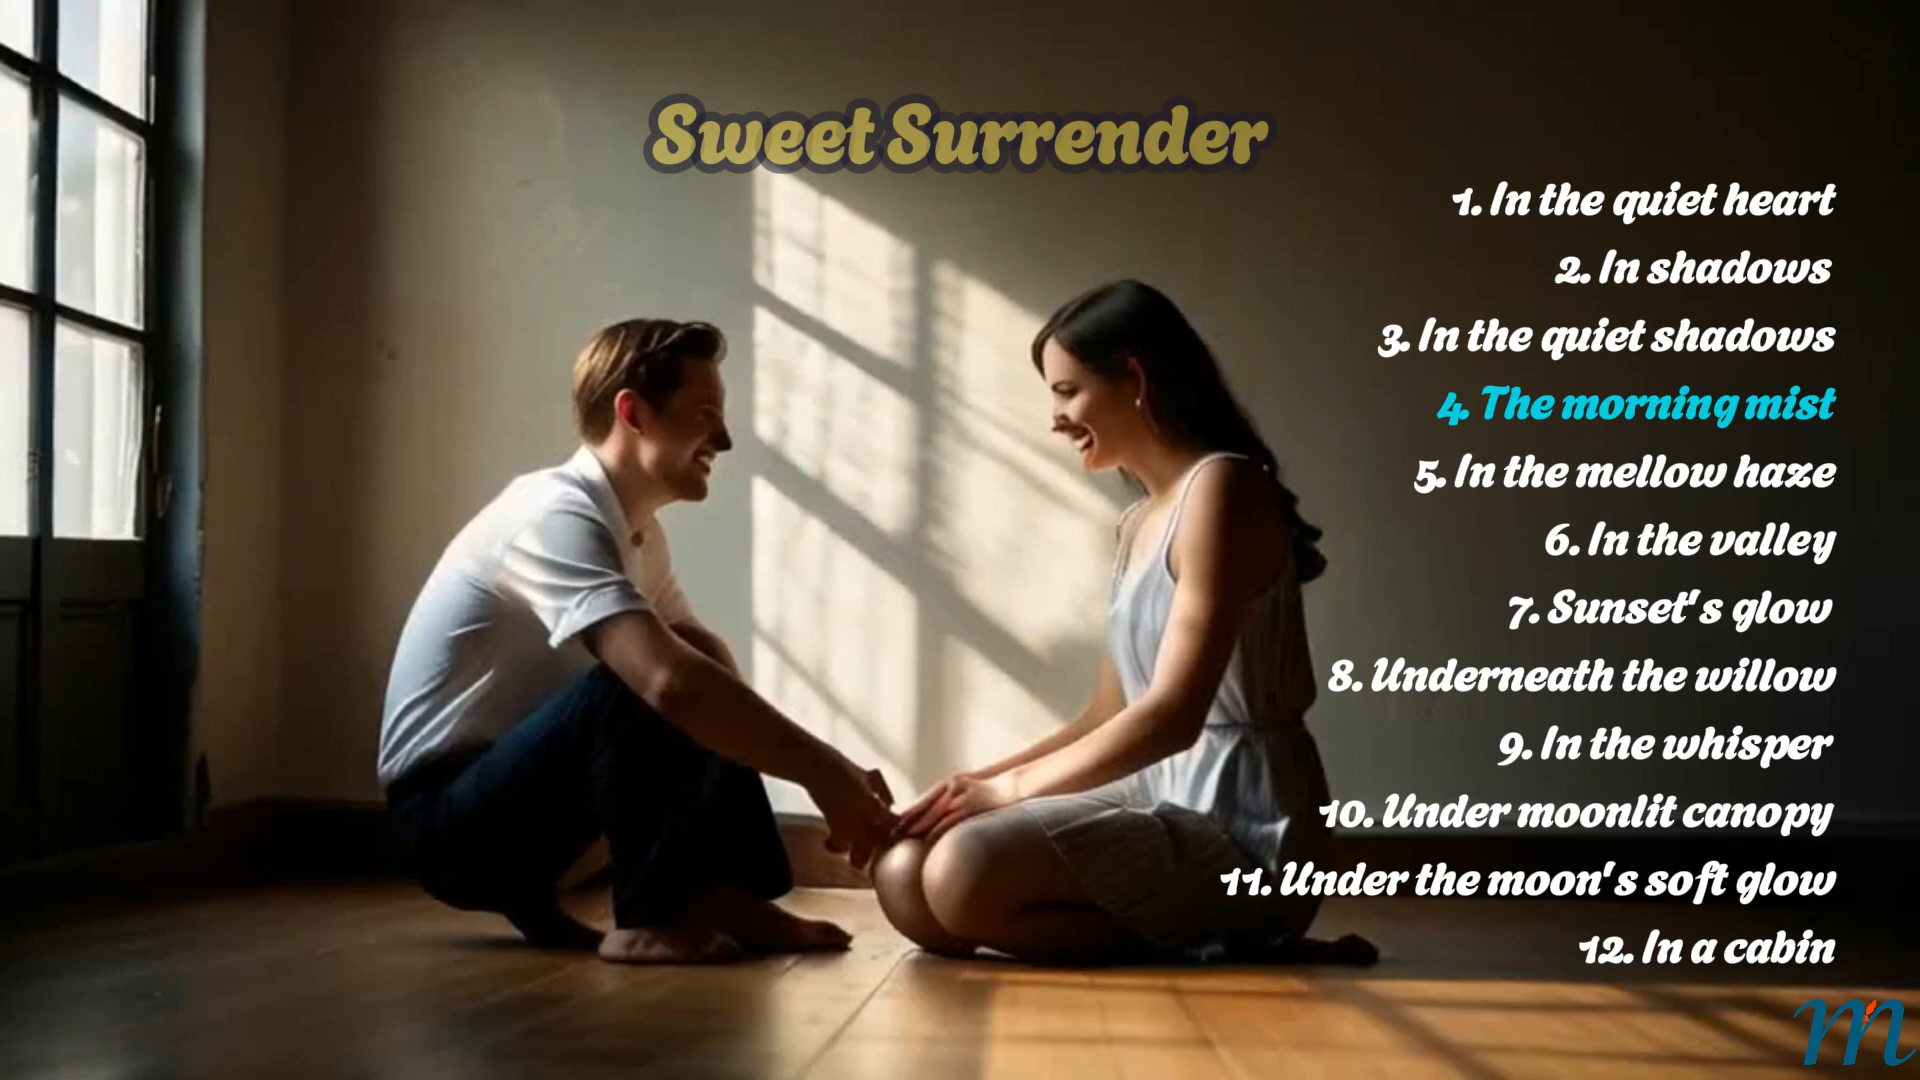 Sweet Surrender
1. In the quiet heart
2. In shadows
3. In the quiet shadows
4. The morning mist
5. In the mellow haze
6. In the valley
7. Sunset's glow
8. Underneath the willow
9. In the whisper
10. Under moonlit canopy
11. Under the moon's soft glow
12. In a cabin
m